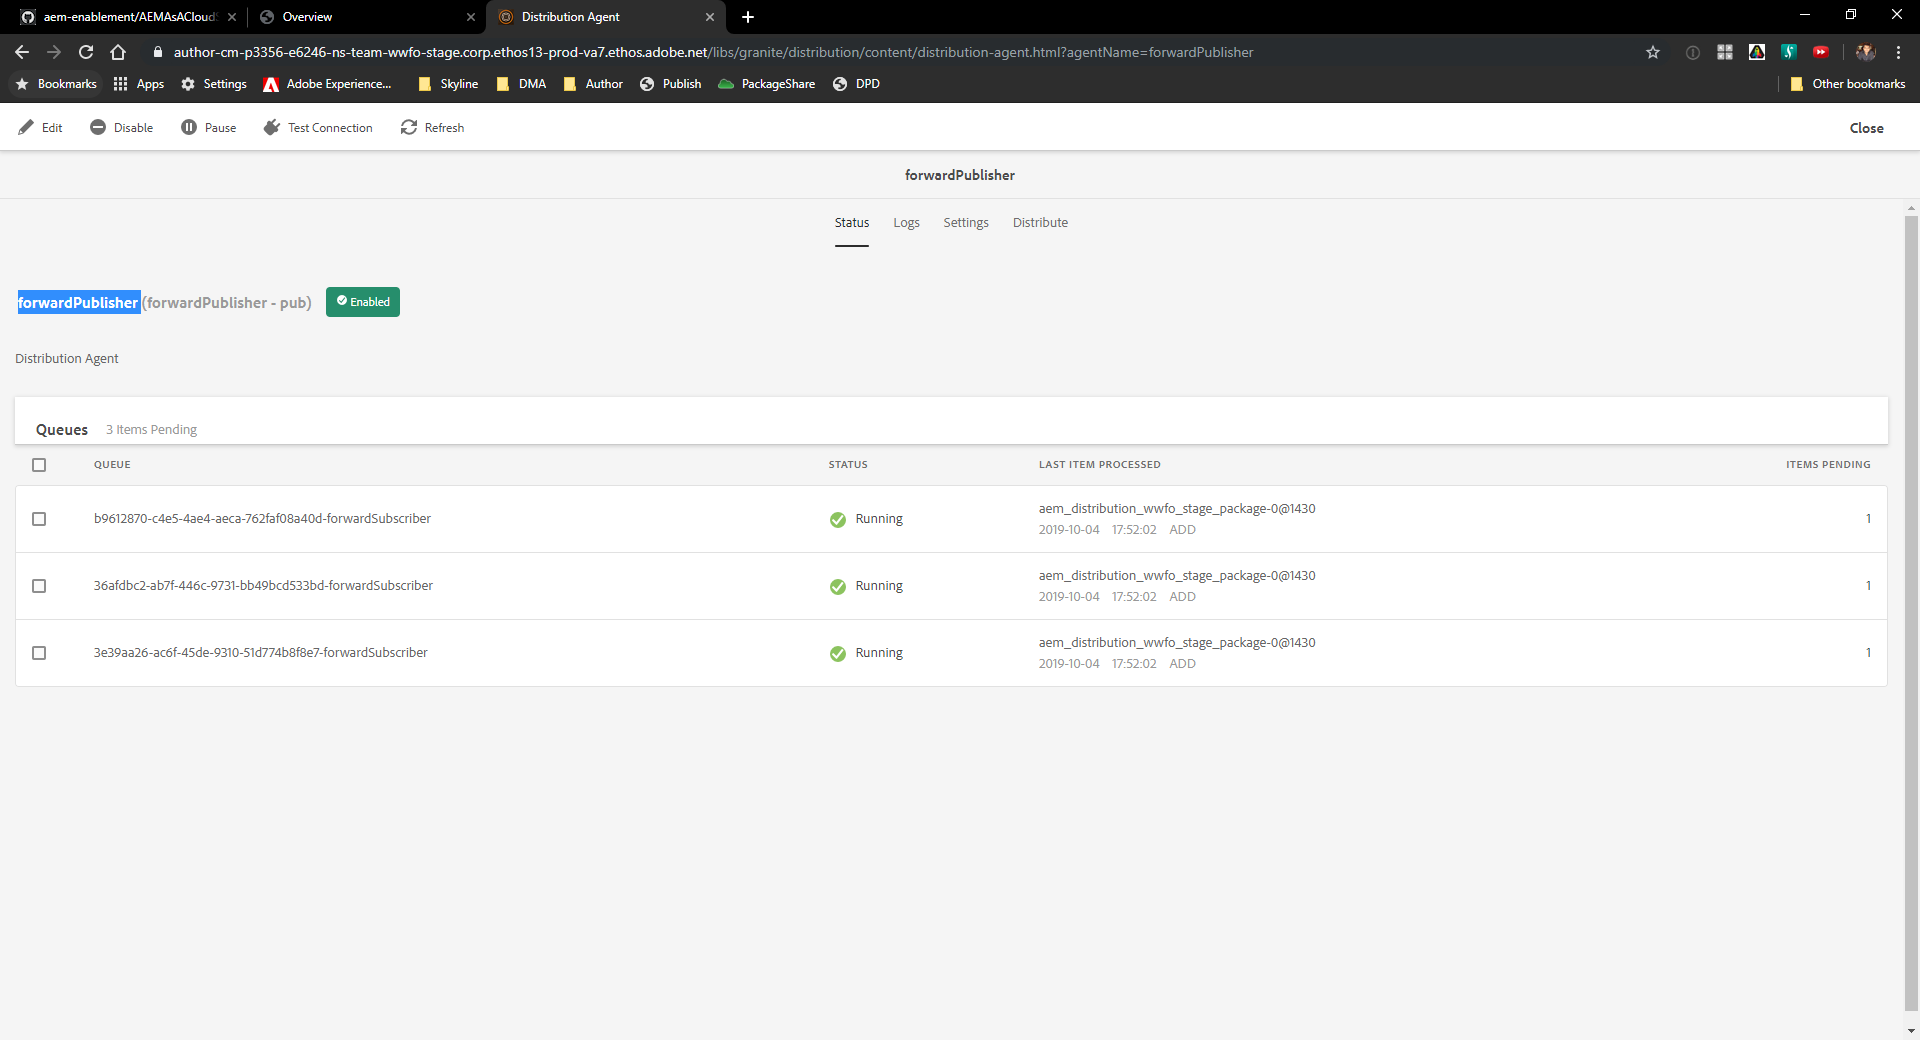 aem-enablement/AEMAsACloudS
Overview
Distribution Agent
author-cm-p3356-e6246-ns-team-wwfo-stage.corp.ethos13-prod-va7.ethos.adobe.net/libs/granite/distribution/content/distribution-agent.html?agentName=forwardPublisher
Bookmarks Apps Settings Adobe Experience... Skyline DMA Author Publish PackageShare DPD Other bookmarks
Edit Disable Pause Test Connection Refresh Close
forwardPublisher
Status Logs Settings Distribute
forwardPublisher (forwardPublisher - pub) Enabled
Distribution Agent
Queues 3 Items Pending
QUEUE STATUS LAST ITEM PROCESSED ITEMS PENDING
b9612870-c4e5-4ae4-aeca-762faf08a40d-forwardSubscriber Running aem_distribution_wwfo_stage_package-0@1430 1
2019-10-04 17:52:02 ADD
36afdbc2-ab7f-446c-9731-bb49bcd533bd-forwardSubscriber Running aem_distribution_wwfo_stage_package-0@1430 1
2019-10-04 17:52:02 ADD
3e39aa26-ac6f-45de-9310-51d774b8f8e7-forwardSubscriber Running aem_distribution_wwfo_stage_package-0@1430 1
2019-10-04 17:52:02 ADD